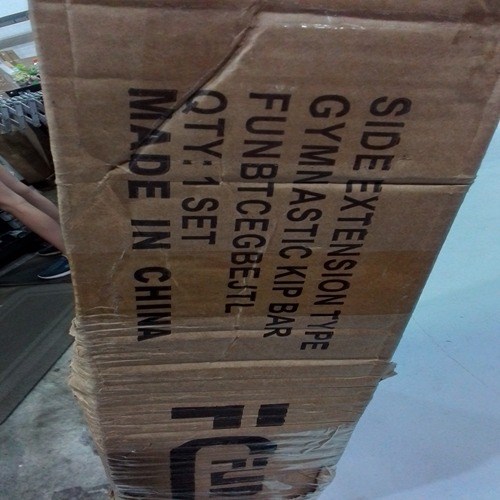 SIDE EXTENSION TYPE
GYMNASTIC KIP BAR
FUNBTCEGBEJTL
QTY: 1 SET
MADE IN CHINA